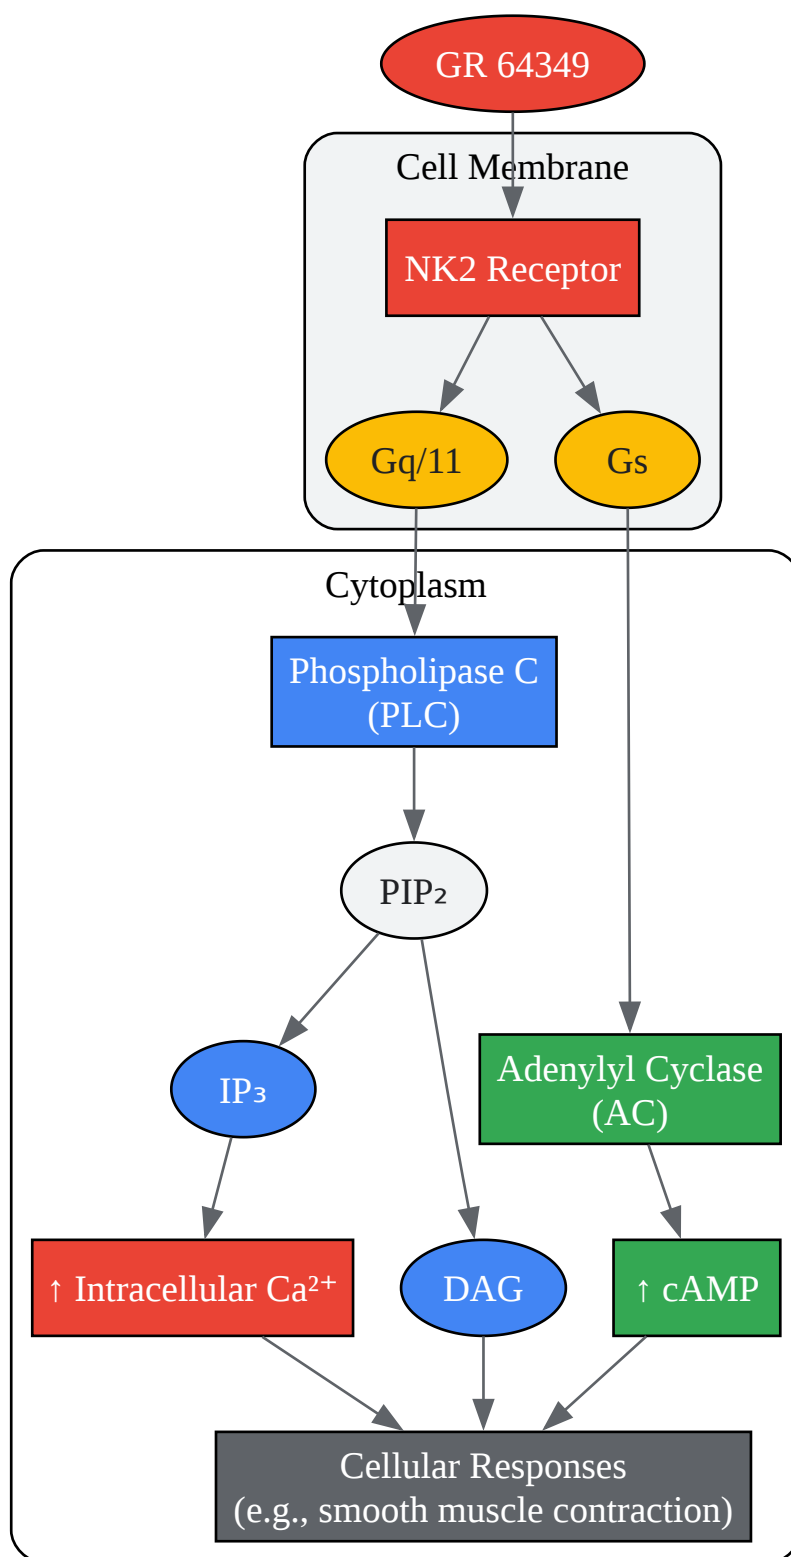 GR 64349
Cell Membrane
NK2 Receptor
Gq/11
Gs
Cytoplasm
Phospholipase C
(PLC)
PIP₂
IP₃
Adenylyl Cyclase
(AC)
↑ Intracellular Ca²⁺
DAG
↑ cAMP
Cellular Responses
(e.g., smooth muscle contraction)